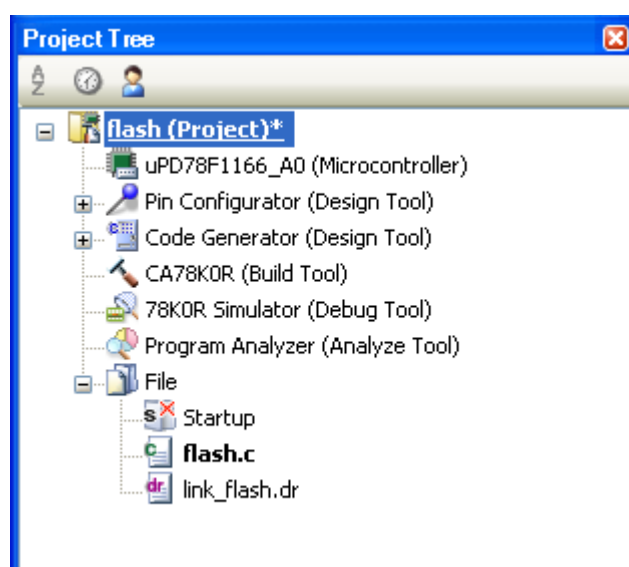 Project Tree
flash (Project)*
uPD78F1166_A0 (Microcontroller)
Pin Configurator (Design Tool)
Code Generator (Design Tool)
CA78K0R (Build Tool)
78K0R Simulator (Debug Tool)
Program Analyzer (Analyze Tool)
File
Startup
flash.c
link_flash.dr